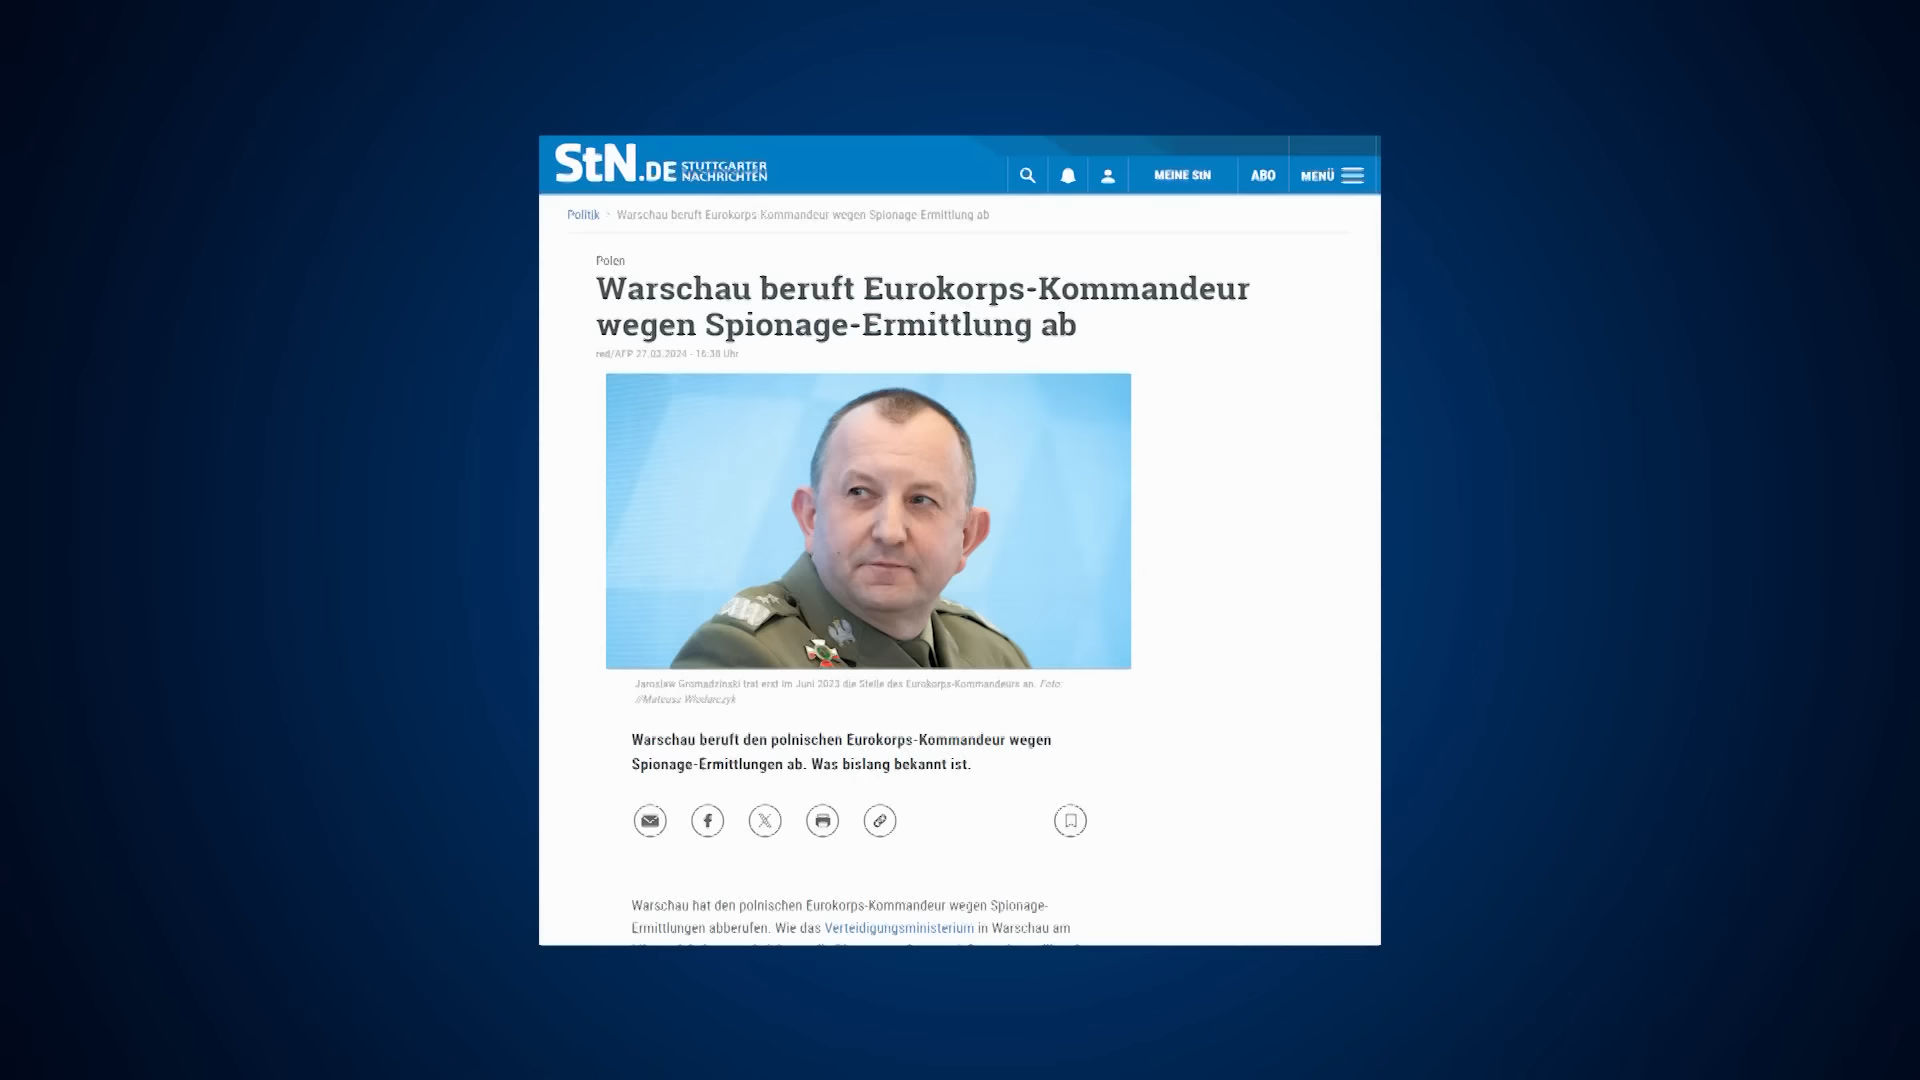 StN.DE STUTTGARTER NACHRICHTEN
MEINE StN
ABO
MENÜ
Politik > Warschau beruft Eurokorps-Kommandeur wegen Spionage-Ermittlung ab
Polen
Warschau beruft Eurokorps-Kommandeur
wegen Spionage-Ermittlung ab
red/AFP 27.03.2024 - 16:38 Uhr
Jaroslaw Gromadzinski trat erst im Juni 2023 die Stelle des Eurokorps-Kommandeurs an. Foto:
//Mateusz Wlodarczyk
Warschau beruft den polnischen Eurokorps-Kommandeur wegen
Spionage-Ermittlungen ab. Was bislang bekannt ist.
Warschau hat den polnischen Eurokorps-Kommandeur wegen Spionage-
Ermittlungen abberufen. Wie das Verteidigungsministerium in Warschau am